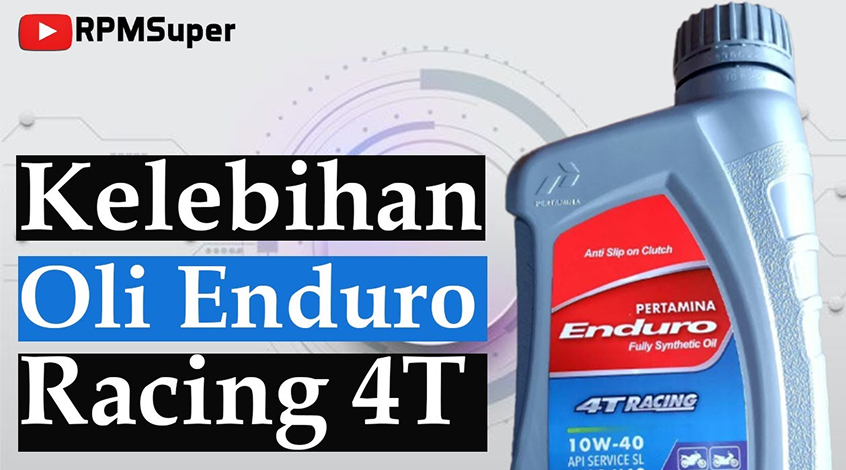 RPMSuper
Kelebihan
Oli Enduro
Racing 4T
PERTAMINA
Anti Slip on Clutch
PERTAMINA
Enduro
Fully Synthetic Oil
4T RACING
10W-40
API SERVICE SL